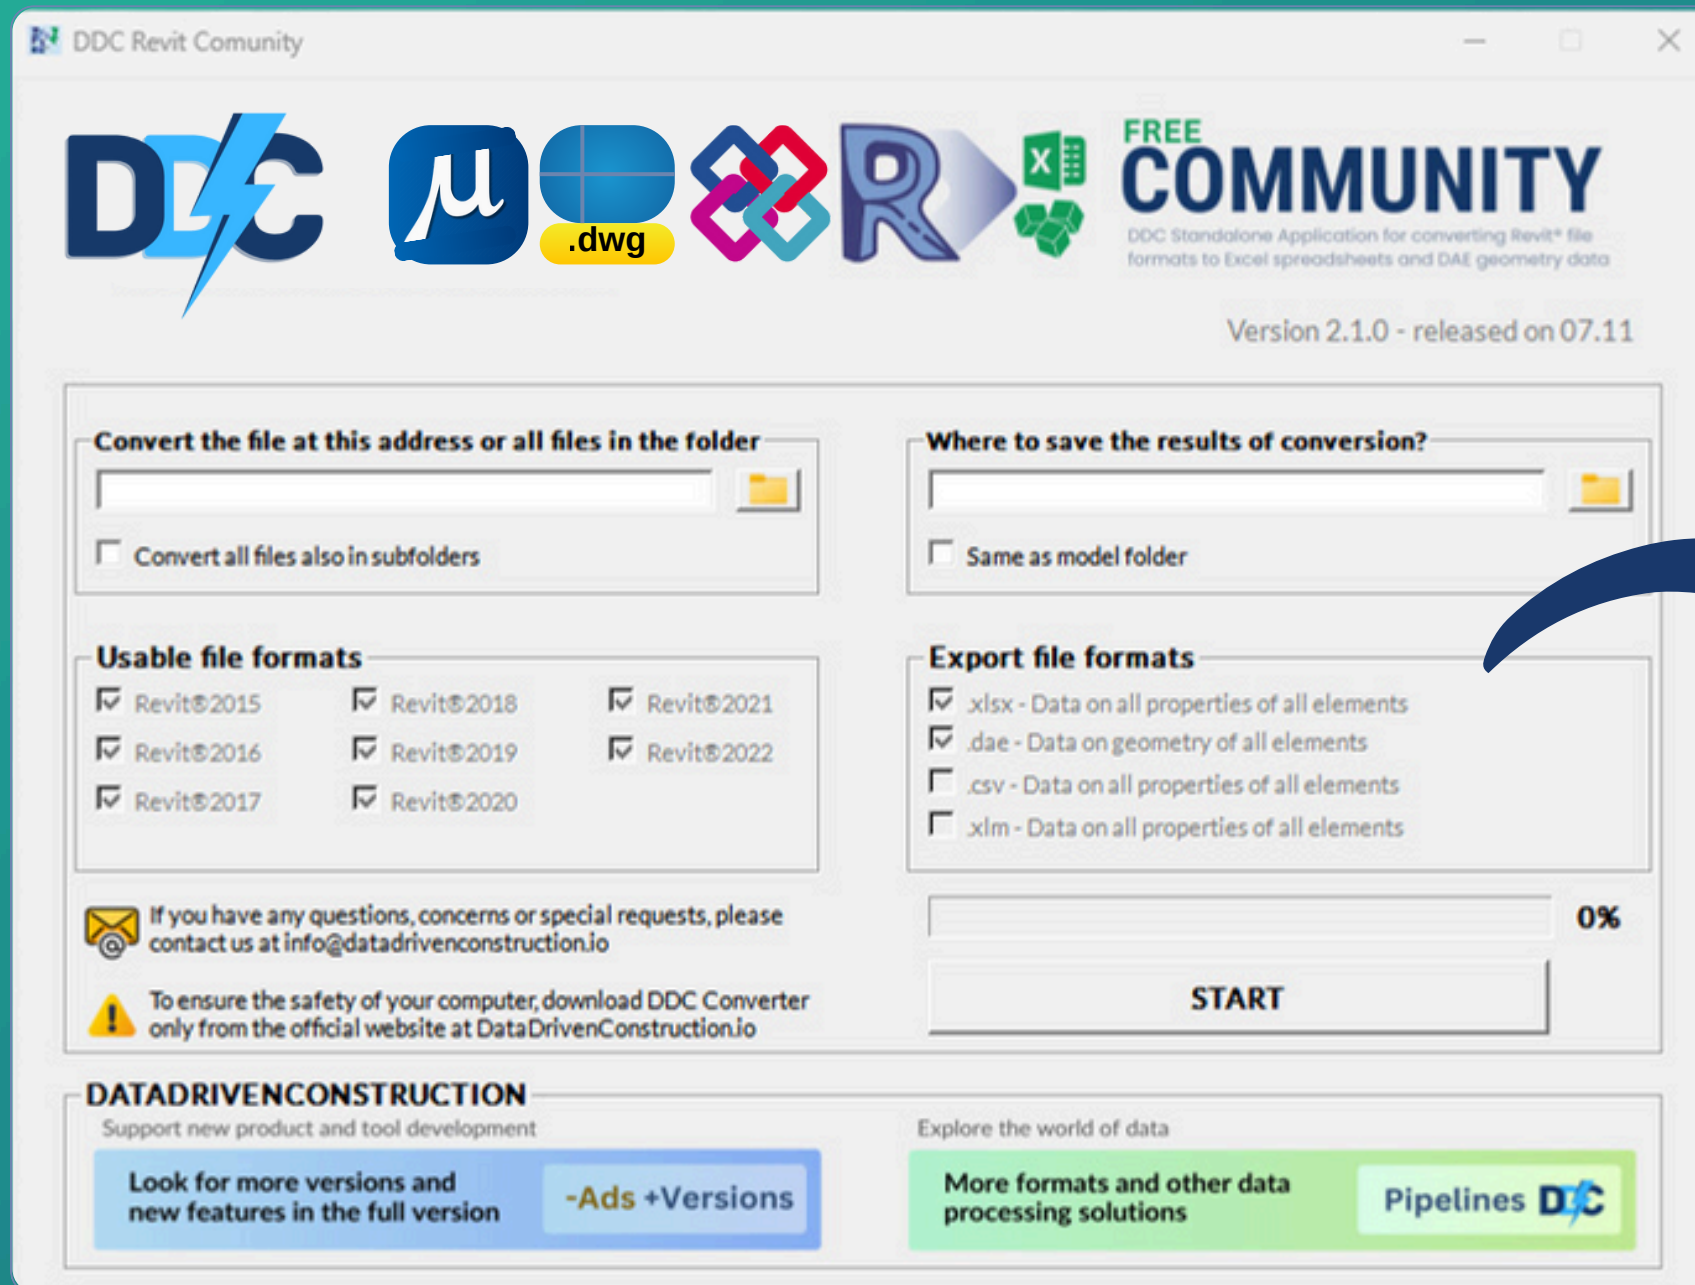 DDC Revit Comunity
DDC
μ
.dwg
R
X
FREE
COMMUNITY
DDC Standalone Application for converting Revit® file
formats to Excel spreadsheets and DAE geometry data
Version 2.1.0 - released on 07.11
Convert the file at this address or all files in the folder
Convert all files also in subfolders
Where to save the results of conversion?
Same as model folder
Usable file formats
Revit®2015 Revit®2018 Revit®2021
Revit®2016 Revit®2019 Revit®2022
Revit®2017 Revit®2020
Export file formats
.xlsx - Data on all properties of all elements
.dae - Data on geometry of all elements
.csv - Data on all properties of all elements
.xlm - Data on all properties of all elements
If you have any questions, concerns or special requests, please
contact us at info@datadrivenconstruction.io
To ensure the safety of your computer, download DDC Converter
only from the official website at DataDrivenConstruction.io
0%
START
DATADRIVENCONSTRUCTION
Support new product and tool development
Look for more versions and
new features in the full version
-Ads +Versions
Explore the world of data
More formats and other data
processing solutions
Pipelines DDC